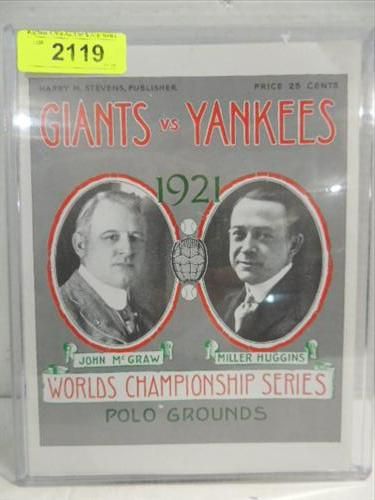 LOT
2119
HARRY M. STEVENS, PUBLISHER. PRICE 25 CENTS
GIANTS VS YANKEES
1921
JOHN McGRAW MILLER HUGGINS
WORLDS CHAMPIONSHIP SERIES
POLO GROUNDS